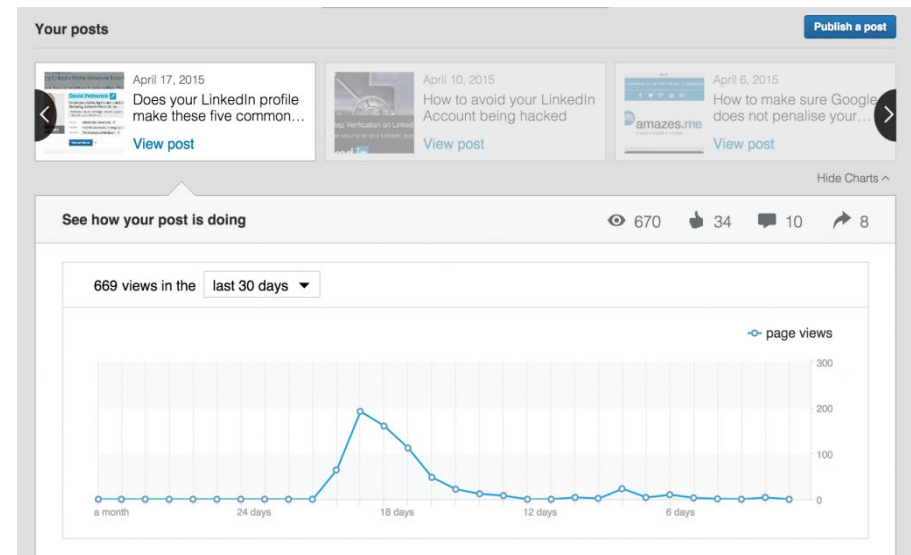 Your posts
Publish a post
David Petherick
April 17, 2015
Does your LinkedIn profile
make these five common...
View post
April 10, 2015
How to avoid your LinkedIn
Account being hacked
View post
amazes.me
April 6, 2015
How to make sure Google
does not penalise your...
View post
Hide Charts
See how your post is doing
670 34 10 8
669 views in the last 30 days
page views
300
200
100
0
a month 24 days 18 days 12 days 6 days